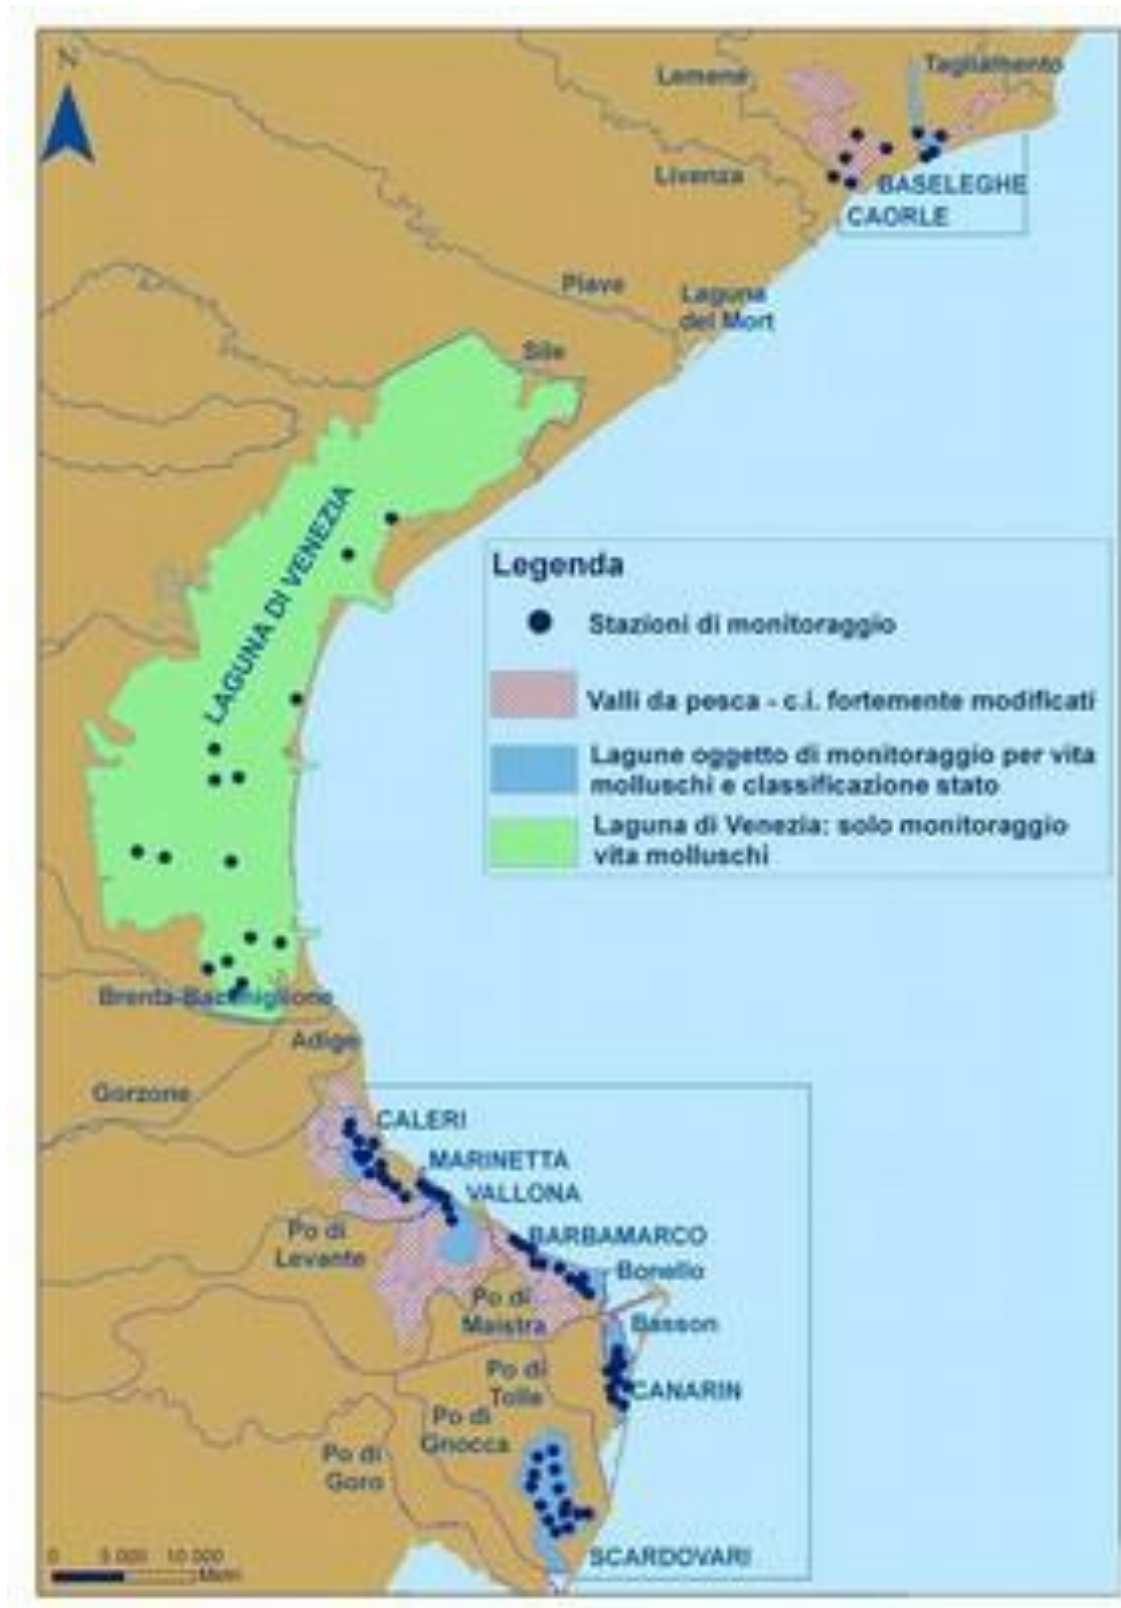 N
Tagliamento
Lemene
Livenza
BASELEGHE
CAORLE
Piave
Laguna
del Mort
Sile
LAGUNA DI VENEZIA
Legenda
Stazioni di monitoraggio
Valli da pesca - c.i. fortemente modificati
Lagune oggetto di monitoraggio per vita
molluschi e classificazione stato
Laguna di Venezia: solo monitoraggio
vita molluschi
Brenta-Bacchiglione
Adige
Gorzone
CALERI
MARINETTA
VALLONA
Po di
Levante
BARBAMARCO
Bonello
Po di
Maistra
Basson
Po di
Tolle
CANARIN
Po di
Gnocca
Po di
Goro
SCARDOVARI
0 5.000 10.000
Metri